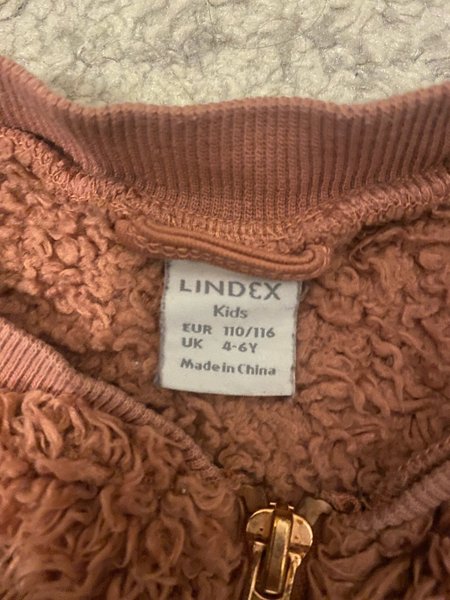 LINDEX
Kids
EUR 110/116
UK 4-6Y
Made in China